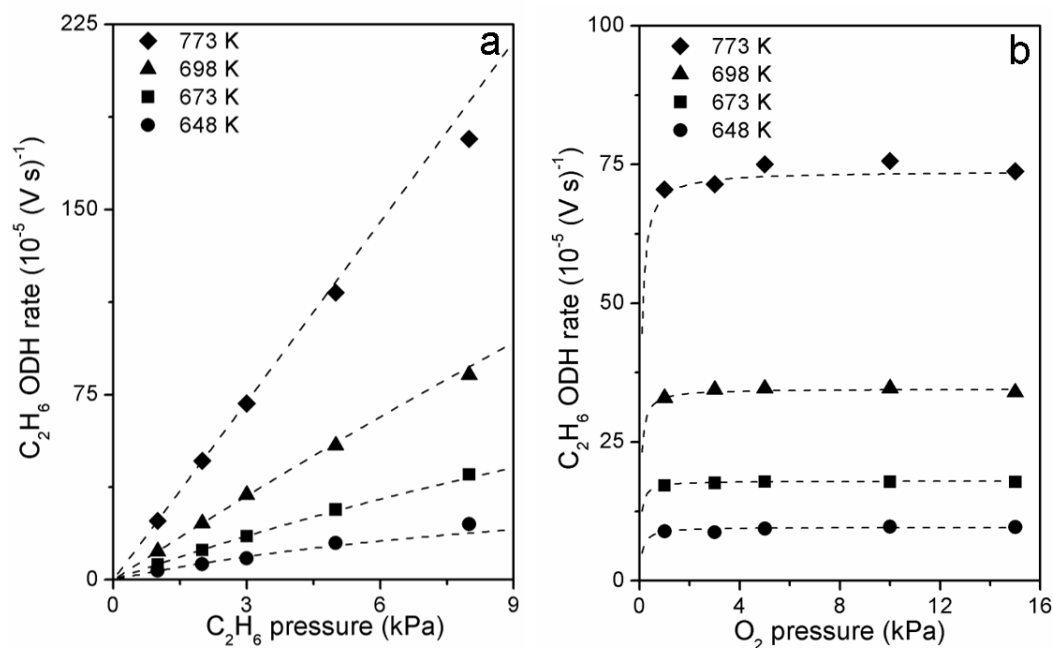 a
773 K
698 K
673 K
648 K
C₂H₆ ODH rate (10⁻⁵ (V s)⁻¹)
225
150
75
0
0 3 6 9
C₂H₆ pressure (kPa)
b
773 K
698 K
673 K
648 K
C₂H₆ ODH rate (10⁻⁵ (V s)⁻¹)
100
75
50
25
0
0 4 8 12 16
O₂ pressure (kPa)